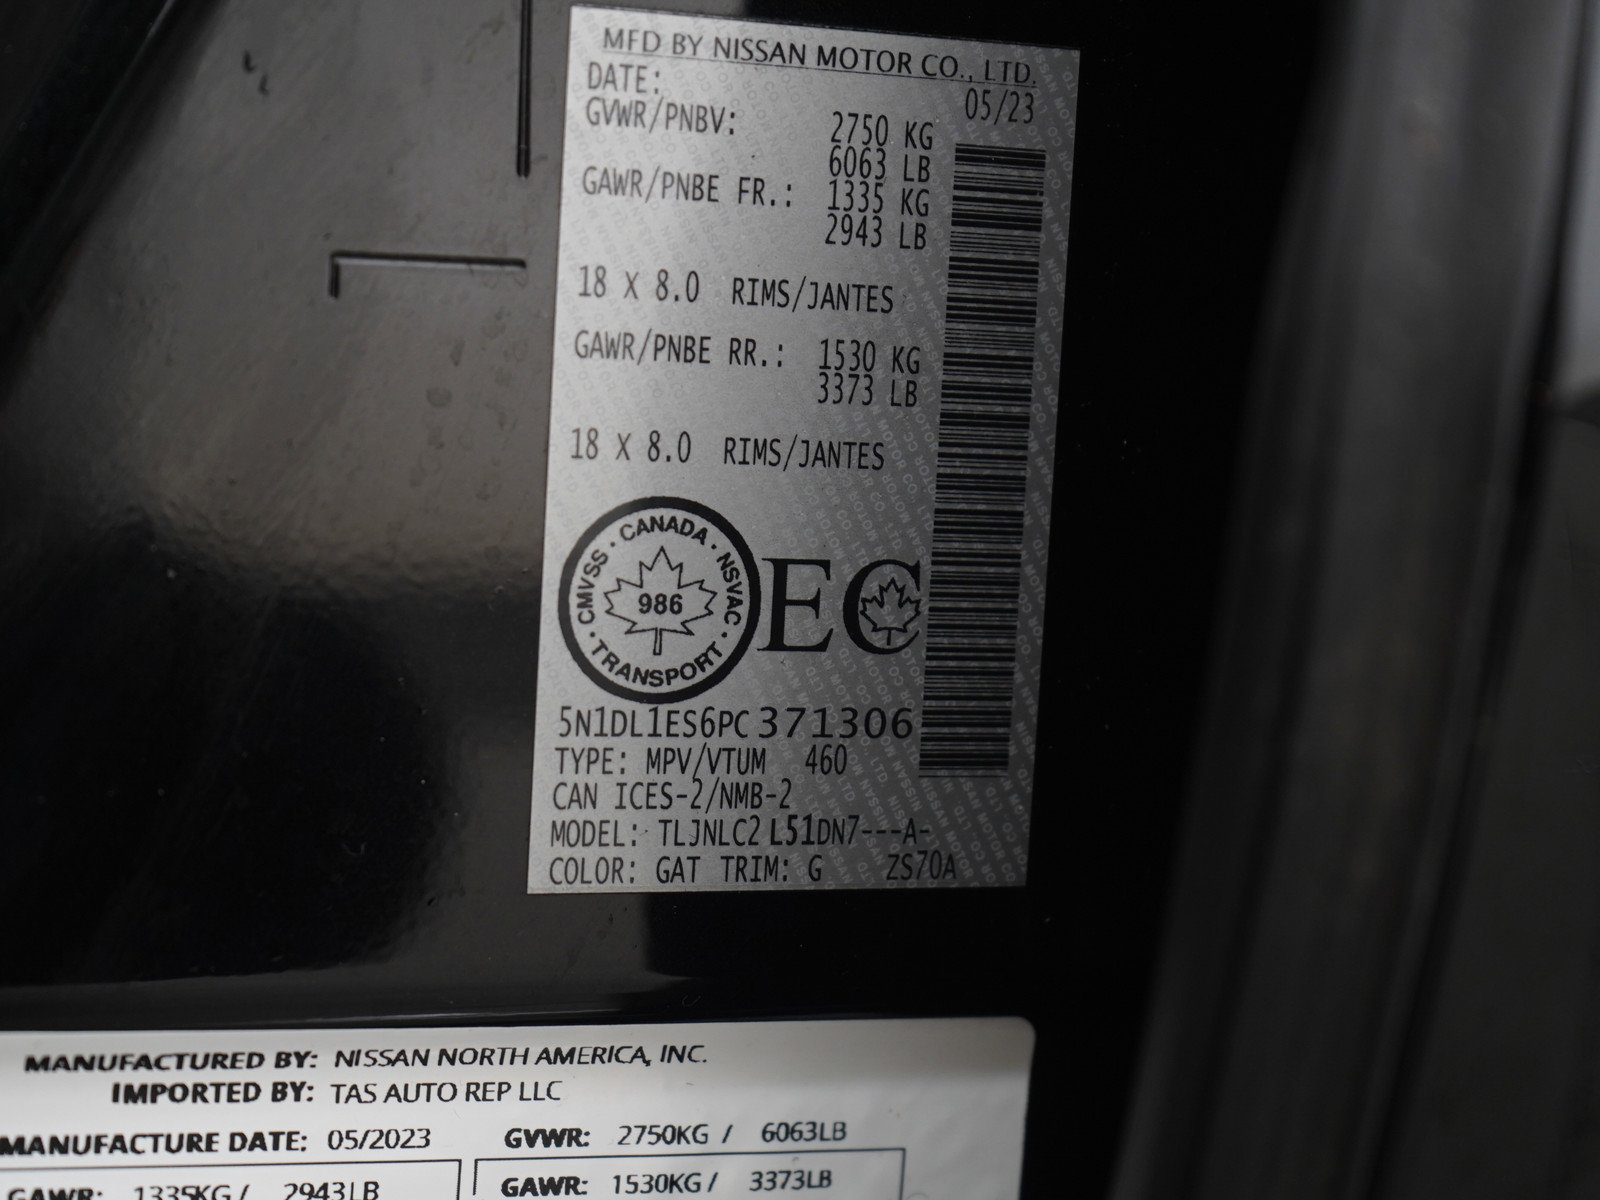 MFD BY NISSAN MOTOR CO., LTD.
DATE: 05/23
GVWR/PNBV: 2750 KG
6063 LB
GAWR/PNBE FR.: 1335 KG
2943 LB
18 X 8.0 RIMS/JANTES
GAWR/PNBE RR.: 1530 KG
3373 LB
18 X 8.0 RIMS/JANTES
CMVSS · CANADA · NSVAC · TRANSPORT ·
986
EC
5N1DL1ES6PC371306
TYPE: MPV/VTUM 460
CAN ICES-2/NMB-2
MODEL: TLJNLC2 L51DN7---A-
COLOR: GAT TRIM: G ZS70A
MANUFACTURED BY: NISSAN NORTH AMERICA, INC.
IMPORTED BY: TAS AUTO REP LLC
MANUFACTURE DATE: 05/2023 GVWR: 2750KG / 6063LB
GAWR: 1335KG / 2943LB GAWR: 1530KG / 3373LB